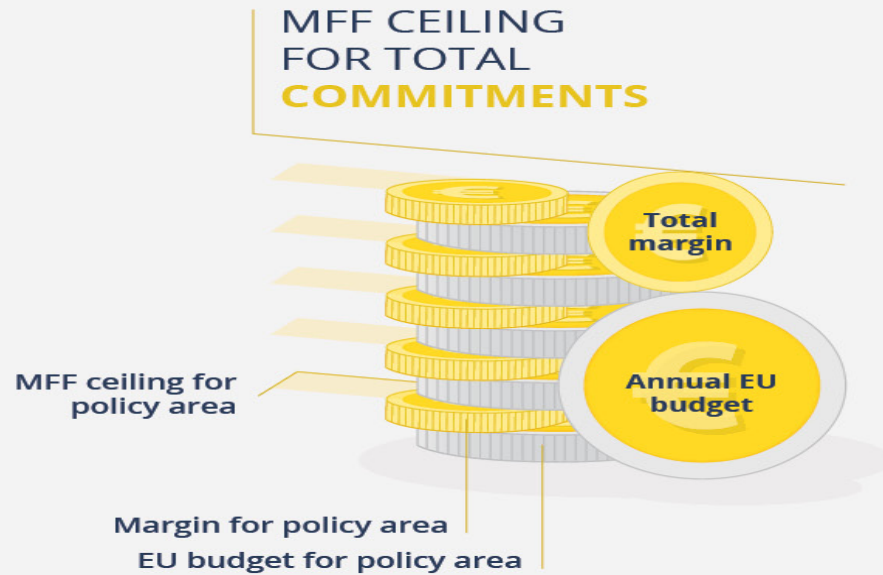 MFF CEILING
FOR TOTAL
COMMITMENTS
Total
margin
MFF ceiling for
policy area
Annual EU
budget
Margin for policy area
EU budget for policy area